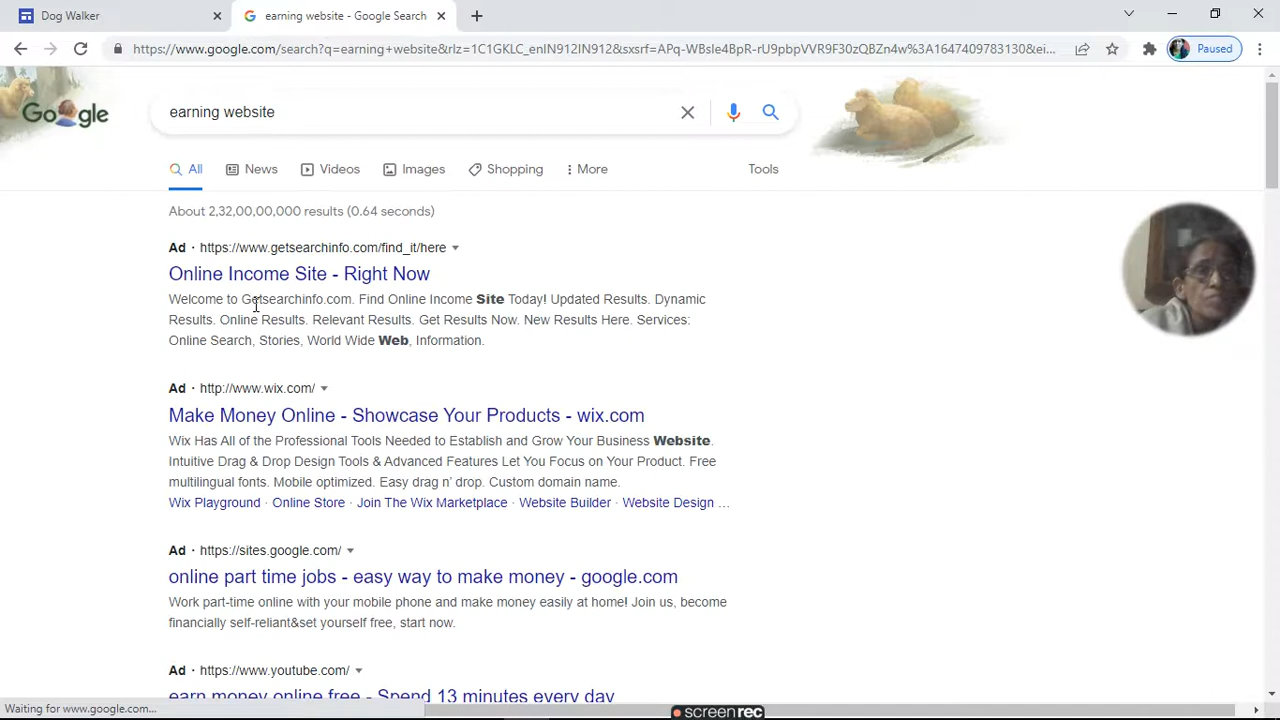 Dog Walker
earning website - Google Search
https://www.google.com/search?q=earning+website&rlz=1C1GKLC_enIN912IN912&sxsrf=APq-WBsle4BpR-rU9pbpVVR9F30zQBZn4w%3A1647409783130&ei...
Paused
Google
earning website
All
News
Videos
Images
Shopping
More
Tools
About 2,32,00,00,000 results (0.64 seconds)
Ad · https://www.getsearchinfo.com/find_it/here
Online Income Site - Right Now
Welcome to Getsearchinfo.com. Find Online Income Site Today! Updated Results. Dynamic
Results. Online Results. Relevant Results. Get Results Now. New Results Here. Services:
Online Search, Stories, World Wide Web, Information.
Ad · http://www.wix.com/
Make Money Online - Showcase Your Products - wix.com
Wix Has All of the Professional Tools Needed to Establish and Grow Your Business Website.
Intuitive Drag & Drop Design Tools & Advanced Features Let You Focus on Your Product. Free
multilingual fonts. Mobile optimized. Easy drag n' drop. Custom domain name.
Wix Playground · Online Store · Join The Wix Marketplace · Website Builder · Website Design ...
Ad · https://sites.google.com/
online part time jobs - easy way to make money - google.com
Work part-time online with your mobile phone and make money easily at home! Join us, become
financially self-reliant&set yourself free, start now.
Ad · https://www.youtube.com/
earn money online free - Spend 13 minutes every day
Waiting for www.google.com...
screenrec